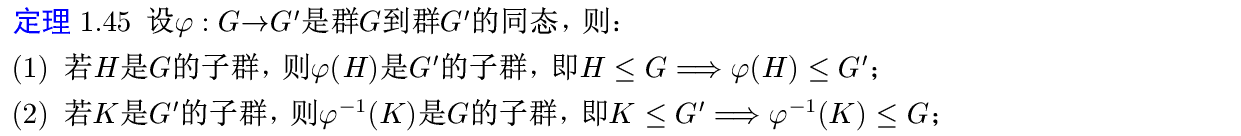 定理 1.45 设φ : G→G′是群G到群G′的同态，则：
(1) 若H是G的子群，则φ(H)是G′的子群，即H ≤ G ⟹ φ(H) ≤ G′；
(2) 若K是G′的子群，则φ⁻¹(K)是G的子群，即K ≤ G′ ⟹ φ⁻¹(K) ≤ G；